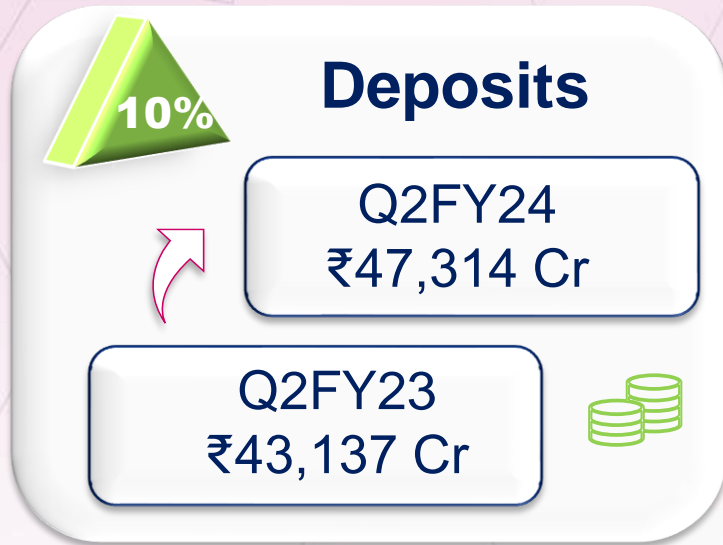 10%
Deposits
Q2FY24
₹47,314 Cr
Q2FY23
₹43,137 Cr